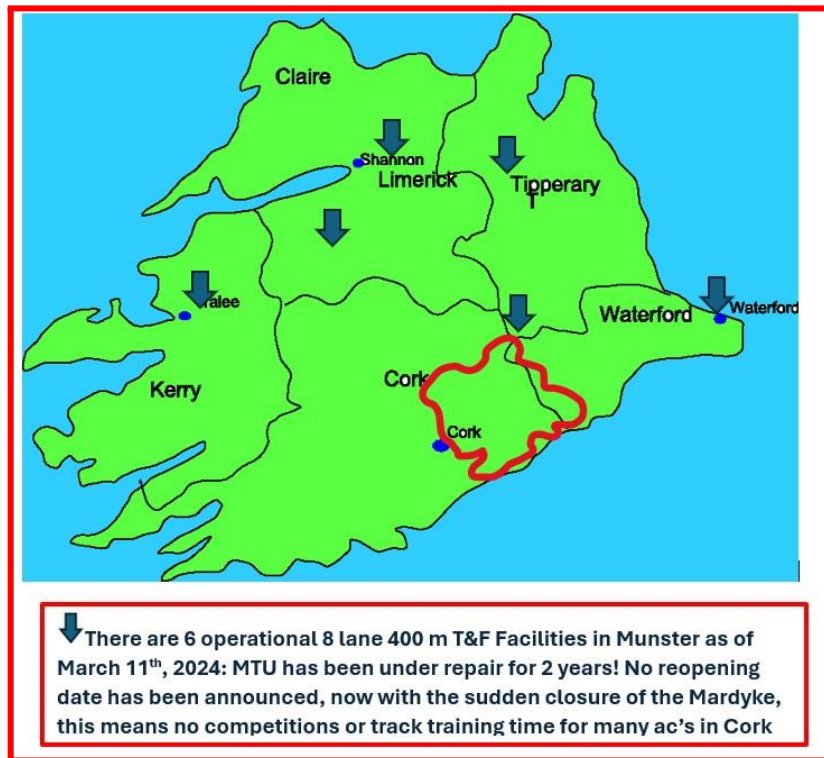 Claire
Shannon
Limerick
Tipperary
T
Tralee
Waterford
Waterford
Kerry
Cork
Cork
There are 6 operational 8 lane 400 m T&F Facilities in Munster as of
March 11th, 2024: MTU has been under repair for 2 years! No reopening
date has been announced, now with the sudden closure of the Mardyke,
this means no competitions or track training time for many ac's in Cork